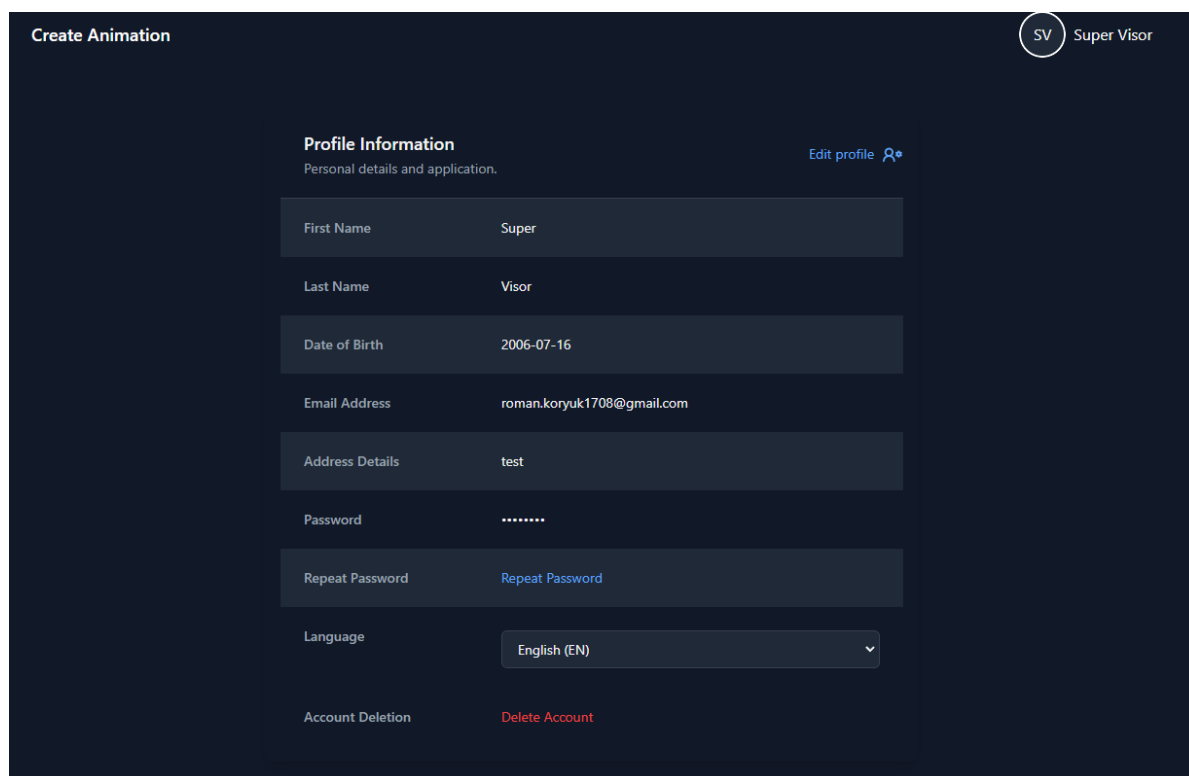 Create Animation
SV Super Visor
Profile Information
Personal details and application.
Edit profile
First Name Super
Last Name Visor
Date of Birth 2006-07-16
Email Address roman.koryuk1708@gmail.com
Address Details test
Password ••••••••
Repeat Password Repeat Password
Language English (EN)
Account Deletion Delete Account